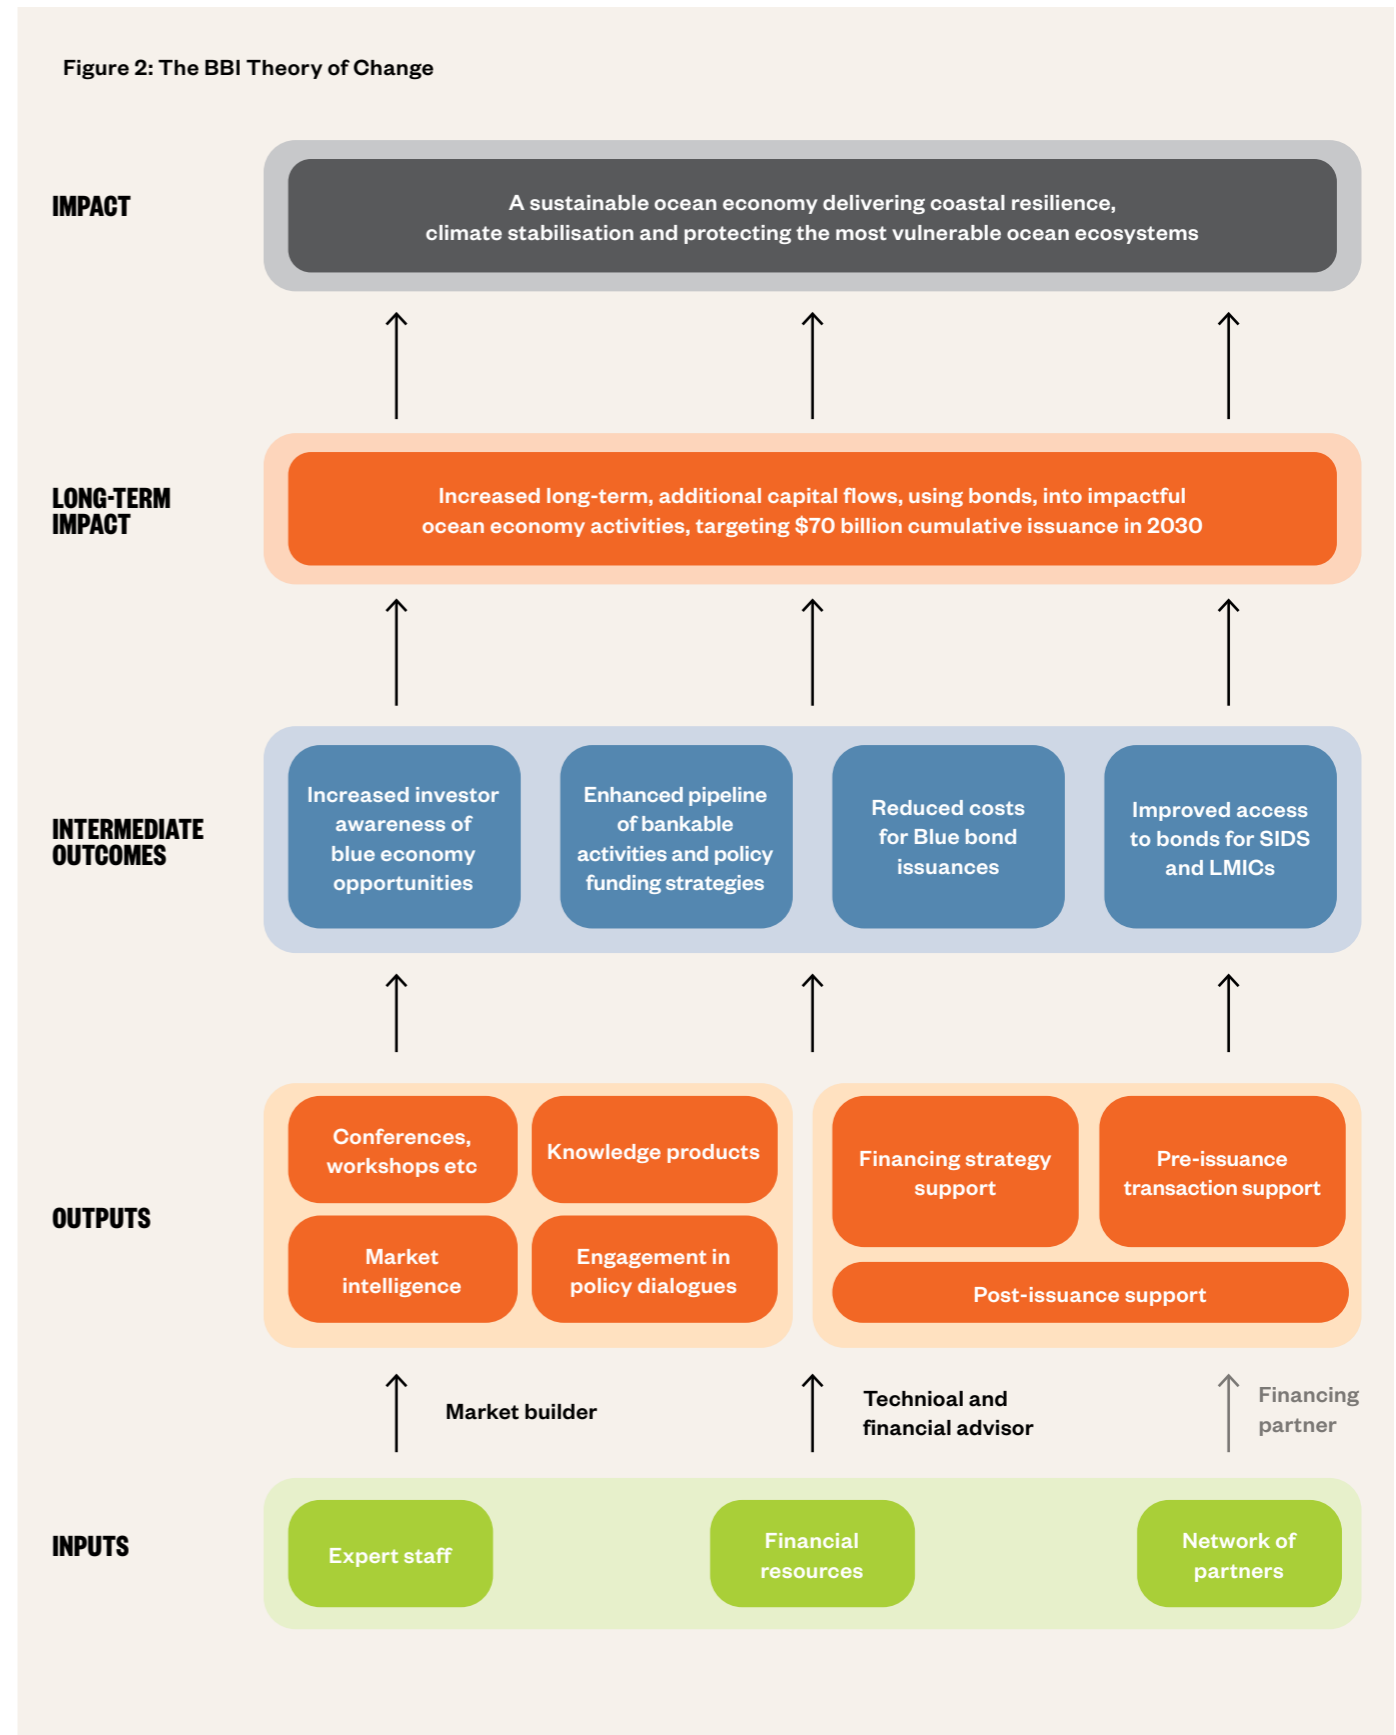 Figure 2: The BBI Theory of Change
IMPACT
A sustainable ocean economy delivering coastal resilience,
climate stabilisation and protecting the most vulnerable ocean ecosystems
LONG-TERM
IMPACT
Increased long-term, additional capital flows, using bonds, into impactful
ocean economy activities, targeting $70 billion cumulative issuance in 2030
INTERMEDIATE
OUTCOMES
Increased investor
awareness of
blue economy
opportunities
Enhanced pipeline
of bankable
activities and policy
funding strategies
Reduced costs
for Blue bond
issuances
Improved access
to bonds for SIDS
and LMICs
OUTPUTS
Conferences,
workshops etc
Knowledge products
Market
intelligence
Engagement in
policy dialogues
Financing strategy
support
Pre-issuance
transaction support
Post-issuance support
Market builder
Technioal and
financial advisor
Financing
partner
INPUTS
Expert staff
Financial
resources
Network of
partners